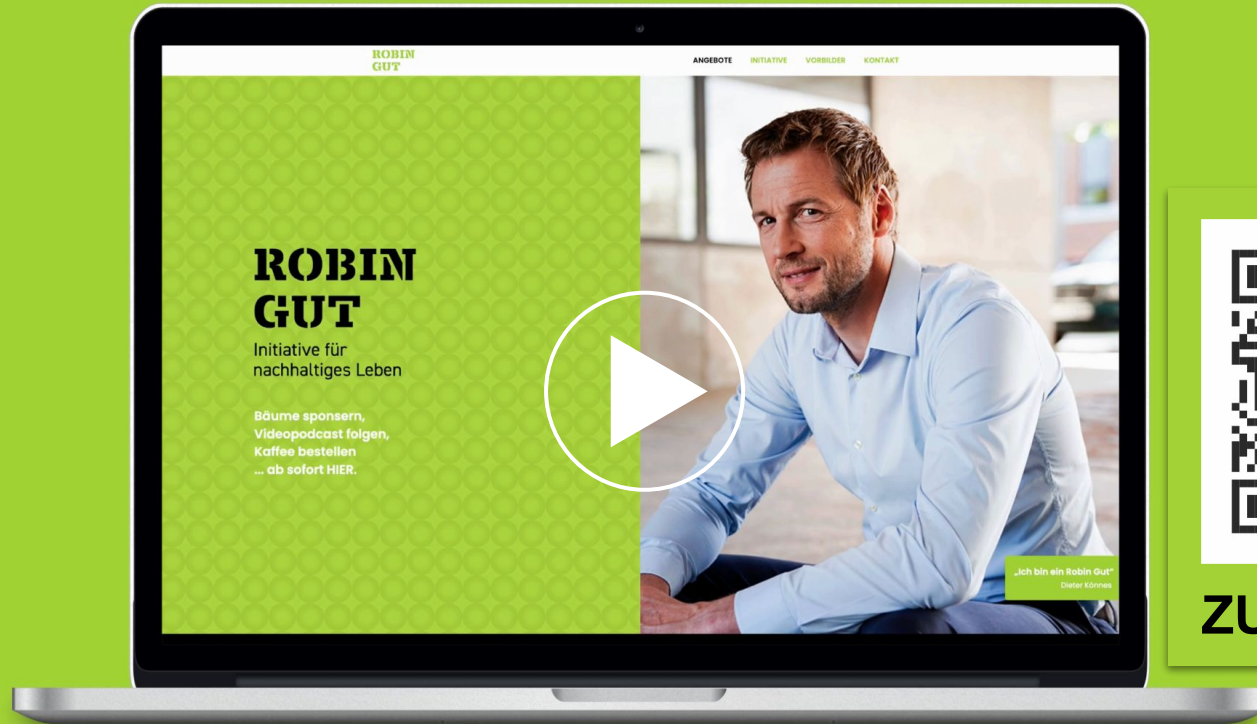 ROBIN
GUT
ANGEBOTE
INITIATIVE
VORBILDER
KONTAKT
ROBIN
GUT
Initiative für
nachhaltiges Leben
Bäume sponsern,
Videopodcast folgen,
Kaffee bestellen
... ab sofort HIER.
„Ich bin ein Robin Gut“
Dieter Könnes
ZU